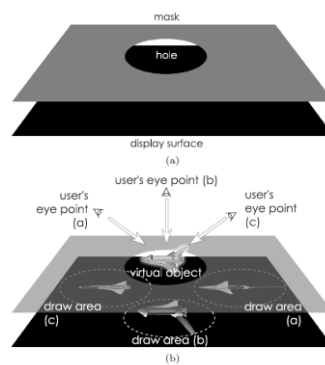 mask
hole
display surface
(a)
user's eye point (b)
user's
eye point
(a)
user's
eye point
(c)
virtual object
draw area
(c)
draw area
(a)
draw area (b)
(b)